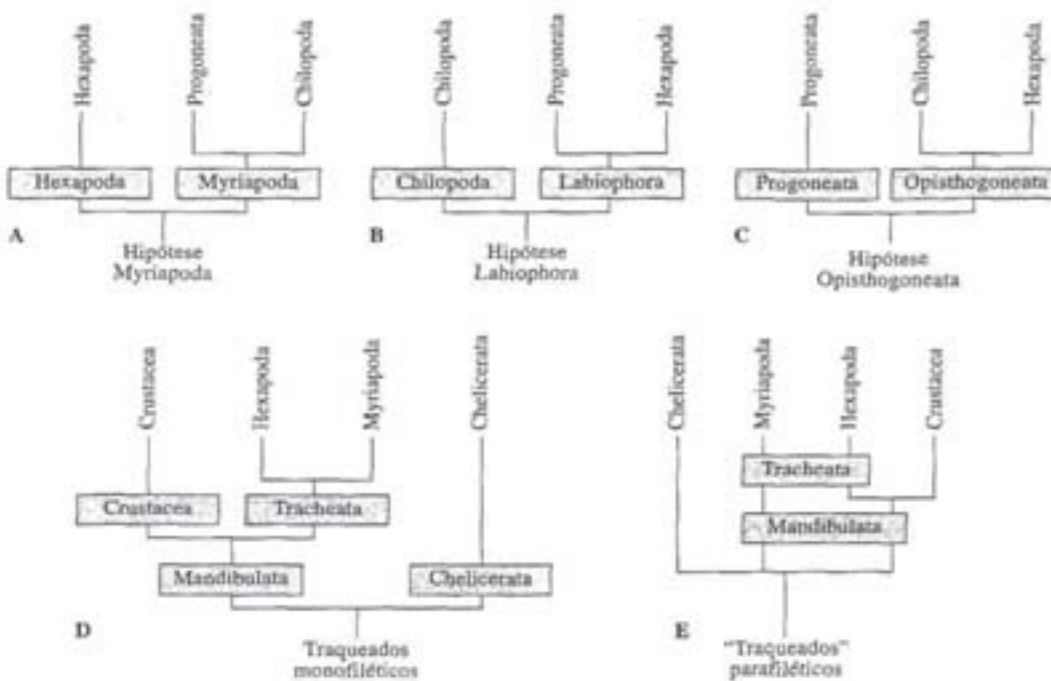 Hexapoda
Progoneata
Chilopoda
Hexapoda
Myriapoda
A
Hipótese
Myriapoda
Chilopoda
Progoneata
Hexapoda
Chilopoda
Labiophora
B
Hipótese
Labiophora
Progoneata
Chilopoda
Hexapoda
Progoneata
Opisthogoneata
C
Hipótese
Opisthogoneata
Crustacea
Hexapoda
Myriapoda
Chelicerata
Crustacea
Tracheata
Mandibulata
Chelicerata
D
Traqueados
monofiléticos
Chelicerata
Myriapoda
Hexapoda
Crustacea
Tracheata
Mandibulata
E
"Traqueados"
parafiléticos